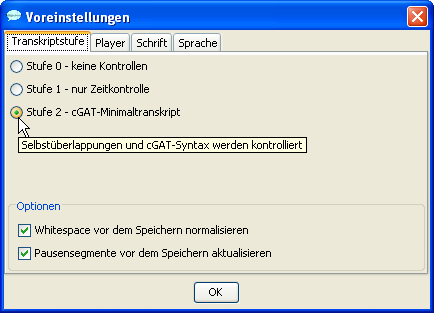 Voreinstellungen
Transkriptstufe Player Schrift Sprache
Stufe 0 - keine Kontrollen
Stufe 1 - nur Zeitkontrolle
Stufe 2 - cGAT-Minimaltranskript
Selbstüberlappungen und cGAT-Syntax werden kontrolliert
Optionen
Whitespace vor dem Speichern normalisieren
Pausensegmente vor dem Speichern aktualisieren
OK